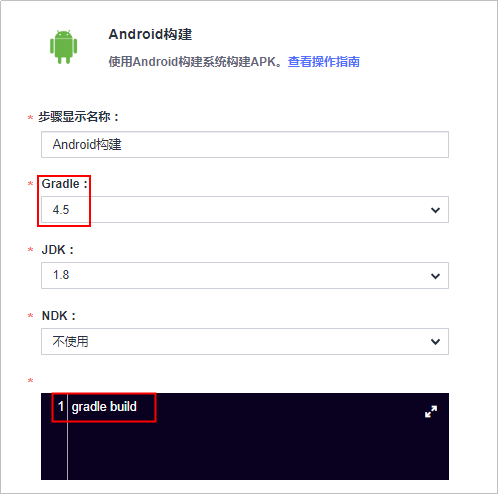 Android构建
使用Android构建系统构建APK。查看操作指南
* 步骤显示名称：
Android构建
* Gradle：
4.5
* JDK：
1.8
* NDK：
不使用
*
1 gradle build